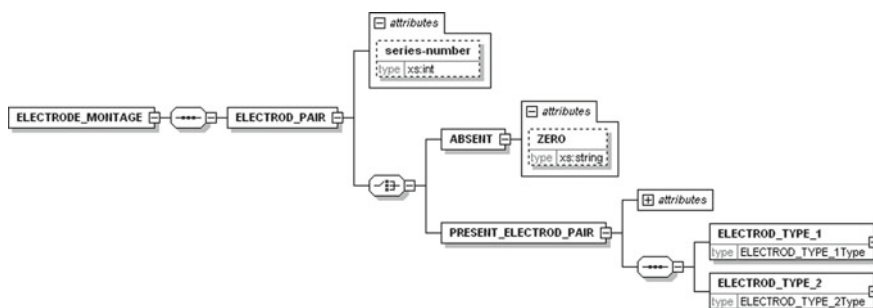 attributes
series-number
type xs:int
ELECTRODE_MONTAGE
ELECTROD_PAIR
attributes
ABSENT
ZERO
type xs:string
attributes
PRESENT_ELECTROD_PAIR
ELECTROD_TYPE_1
type ELECTROD_TYPE_1Type
ELECTROD_TYPE_2
type ELECTROD_TYPE_2Type